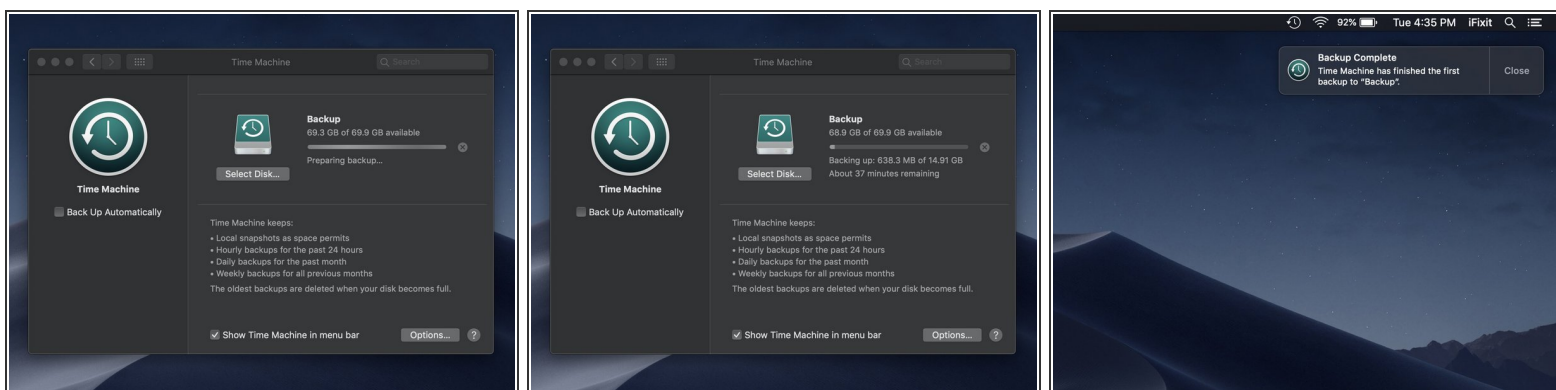 Time Machine
Search
Backup
69.3 GB of 69.9 GB available
Preparing backup...
Select Disk...
Time Machine
Back Up Automatically
Time Machine keeps:
• Local snapshots as space permits
• Hourly backups for the past 24 hours
• Daily backups for the past month
• Weekly backups for all previous months
The oldest backups are deleted when your disk becomes full.
Show Time Machine in menu bar
Options...
?
Time Machine
Search
Backup
68.9 GB of 69.9 GB available
Backing up: 638.3 MB of 14.91 GB
About 37 minutes remaining
Select Disk...
Time Machine
Back Up Automatically
Time Machine keeps:
• Local snapshots as space permits
• Hourly backups for the past 24 hours
• Daily backups for the past month
• Weekly backups for all previous months
The oldest backups are deleted when your disk becomes full.
Show Time Machine in menu bar
Options...
?
92% Tue 4:35 PM iFixit
Backup Complete
Time Machine has finished the first
backup to “Backup”.
Close